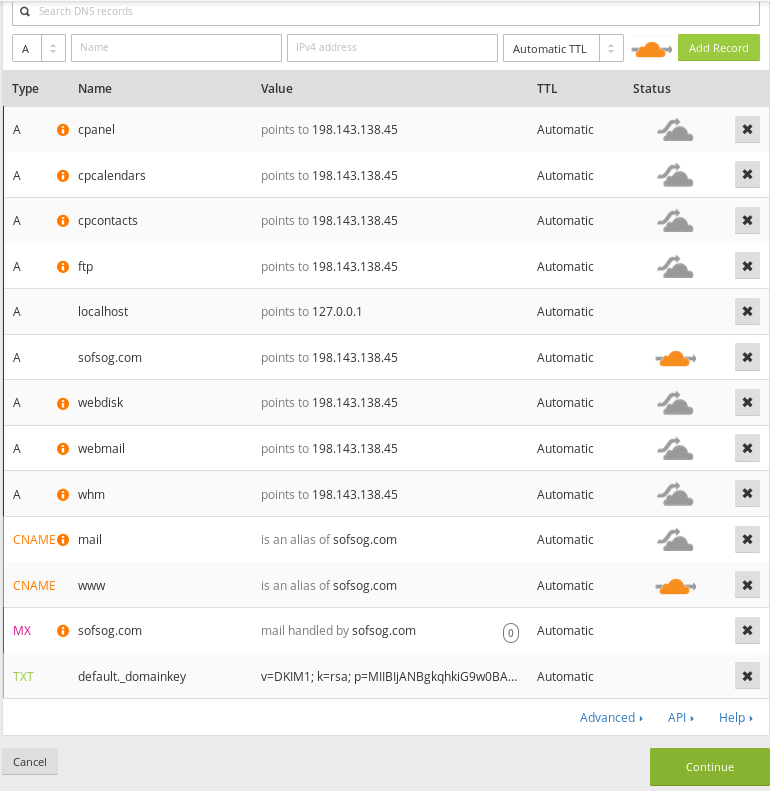 Search DNS records
A Name IPv4 address Automatic TTL Add Record
Type Name Value TTL Status
A cpanel points to 198.143.138.45 Automatic
A cpcalendars points to 198.143.138.45 Automatic
A cpcontacts points to 198.143.138.45 Automatic
A ftp points to 198.143.138.45 Automatic
A localhost points to 127.0.0.1 Automatic
A sofsog.com points to 198.143.138.45 Automatic
A webdisk points to 198.143.138.45 Automatic
A webmail points to 198.143.138.45 Automatic
A whm points to 198.143.138.45 Automatic
CNAME mail is an alias of sofsog.com Automatic
CNAME www is an alias of sofsog.com Automatic
MX sofsog.com mail handled by sofsog.com 0 Automatic
TXT default._domainkey v=DKIM1; k=rsa; p=MIIBIjANBgkqhkiG9w0BA... Automatic
Advanced API Help
Cancel Continue